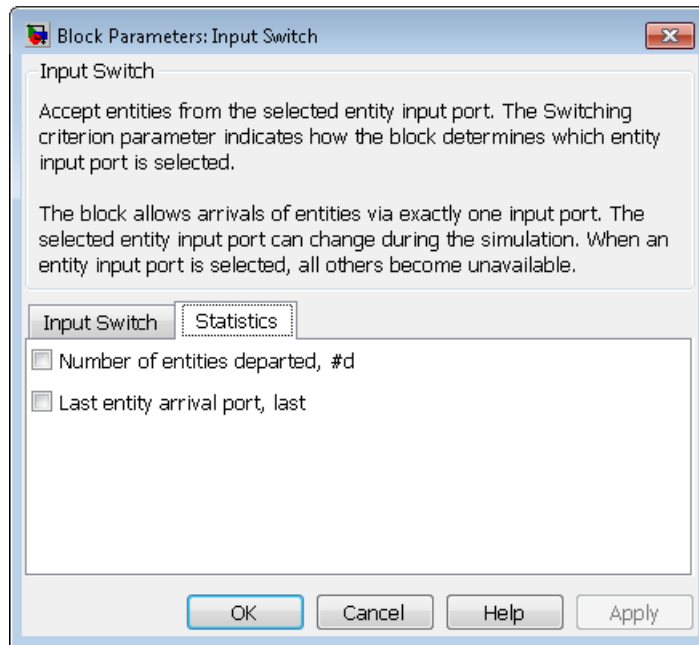 Block Parameters: Input Switch
Input Switch
Accept entities from the selected entity input port. The Switching
criterion parameter indicates how the block determines which entity
input port is selected.
The block allows arrivals of entities via exactly one input port. The
selected entity input port can change during the simulation. When an
entity input port is selected, all others become unavailable.
Input Switch
Statistics
Number of entities departed, #d
Last entity arrival port, last
OK
Cancel
Help
Apply